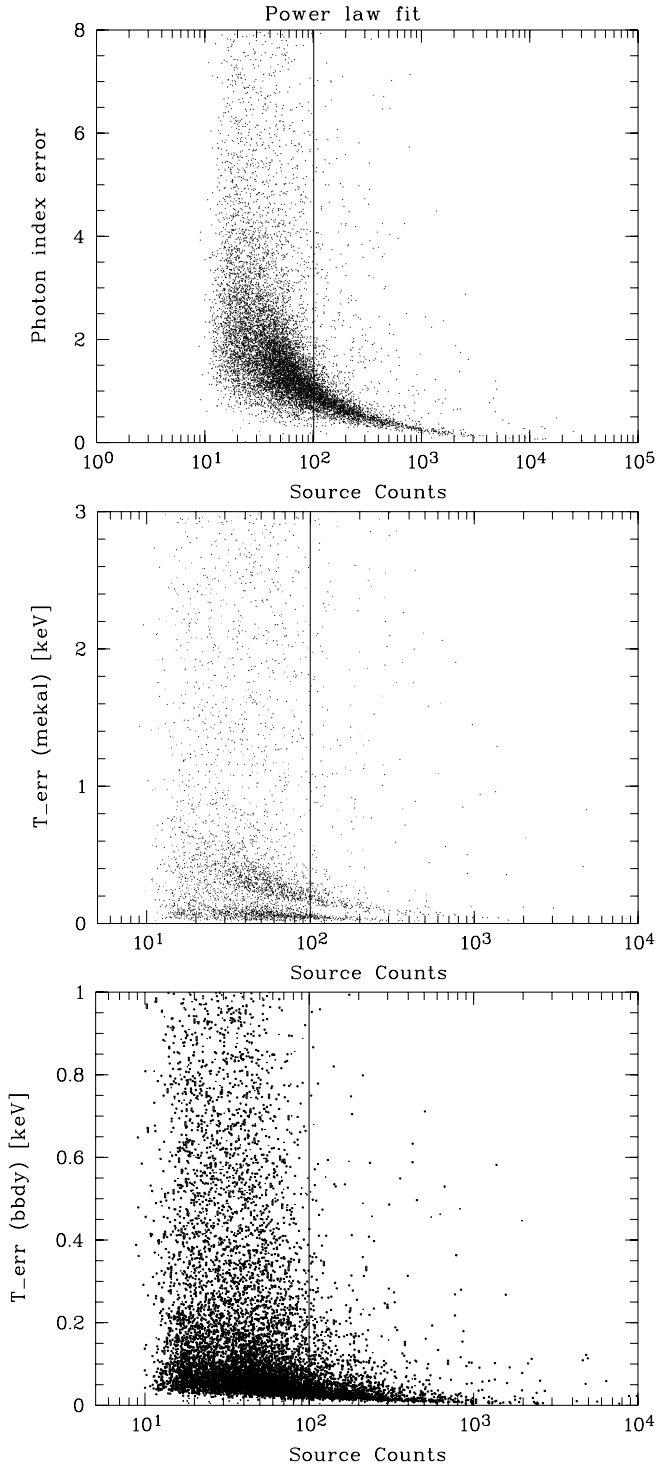 Power law fit
8
6
4
2
0
Photon index error
10^0 10^1 10^2 10^3 10^4 10^5
Source Counts
3
2
1
0
T_err (mekal) [keV]
10^1 10^2 10^3 10^4
Source Counts
1
0.8
0.6
0.4
0.2
0
T_err (bbdy) [keV]
10^1 10^2 10^3 10^4
Source Counts